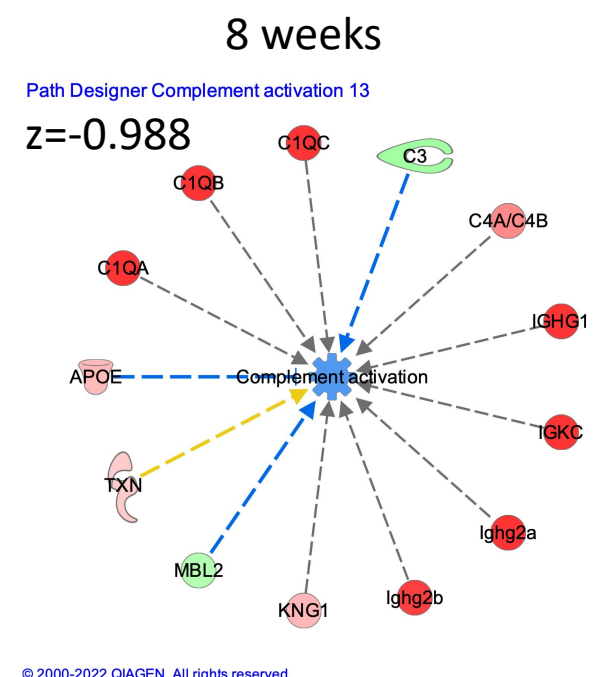 8 weeks
Path Designer Complement activation 13
z=-0.988
C1QC
C3
C1QB
C4A/C4B
C1QA
IGHG1
APOE
Complement activation
IGKC
TXN
Ighg2a
MBL2
Ighg2b
KNG1
© 2000-2022 QIAGEN. All rights reserved.